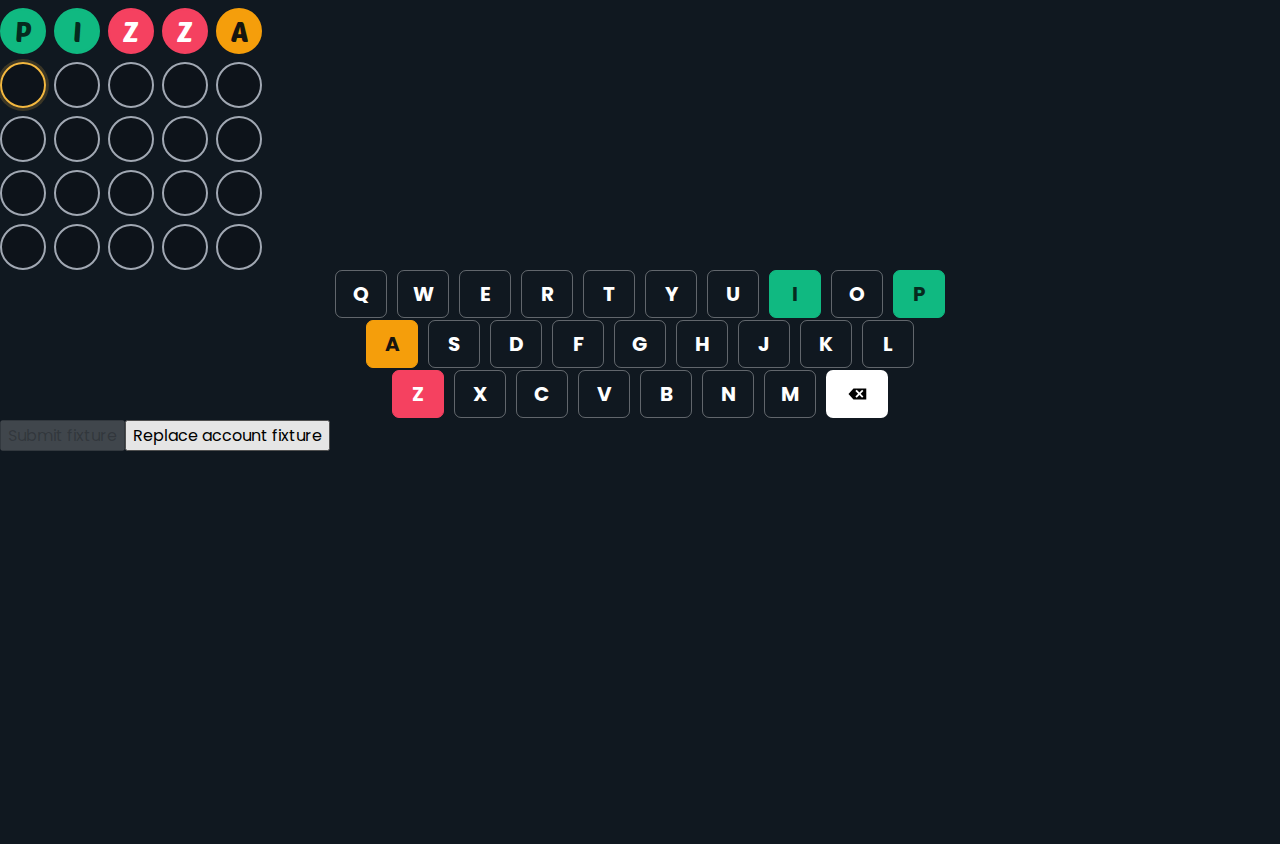 P I Z Z A
Q W E R T Y U I O P
A S D F G H J K L
Z X C V B N M
Submit fixture Replace account fixture